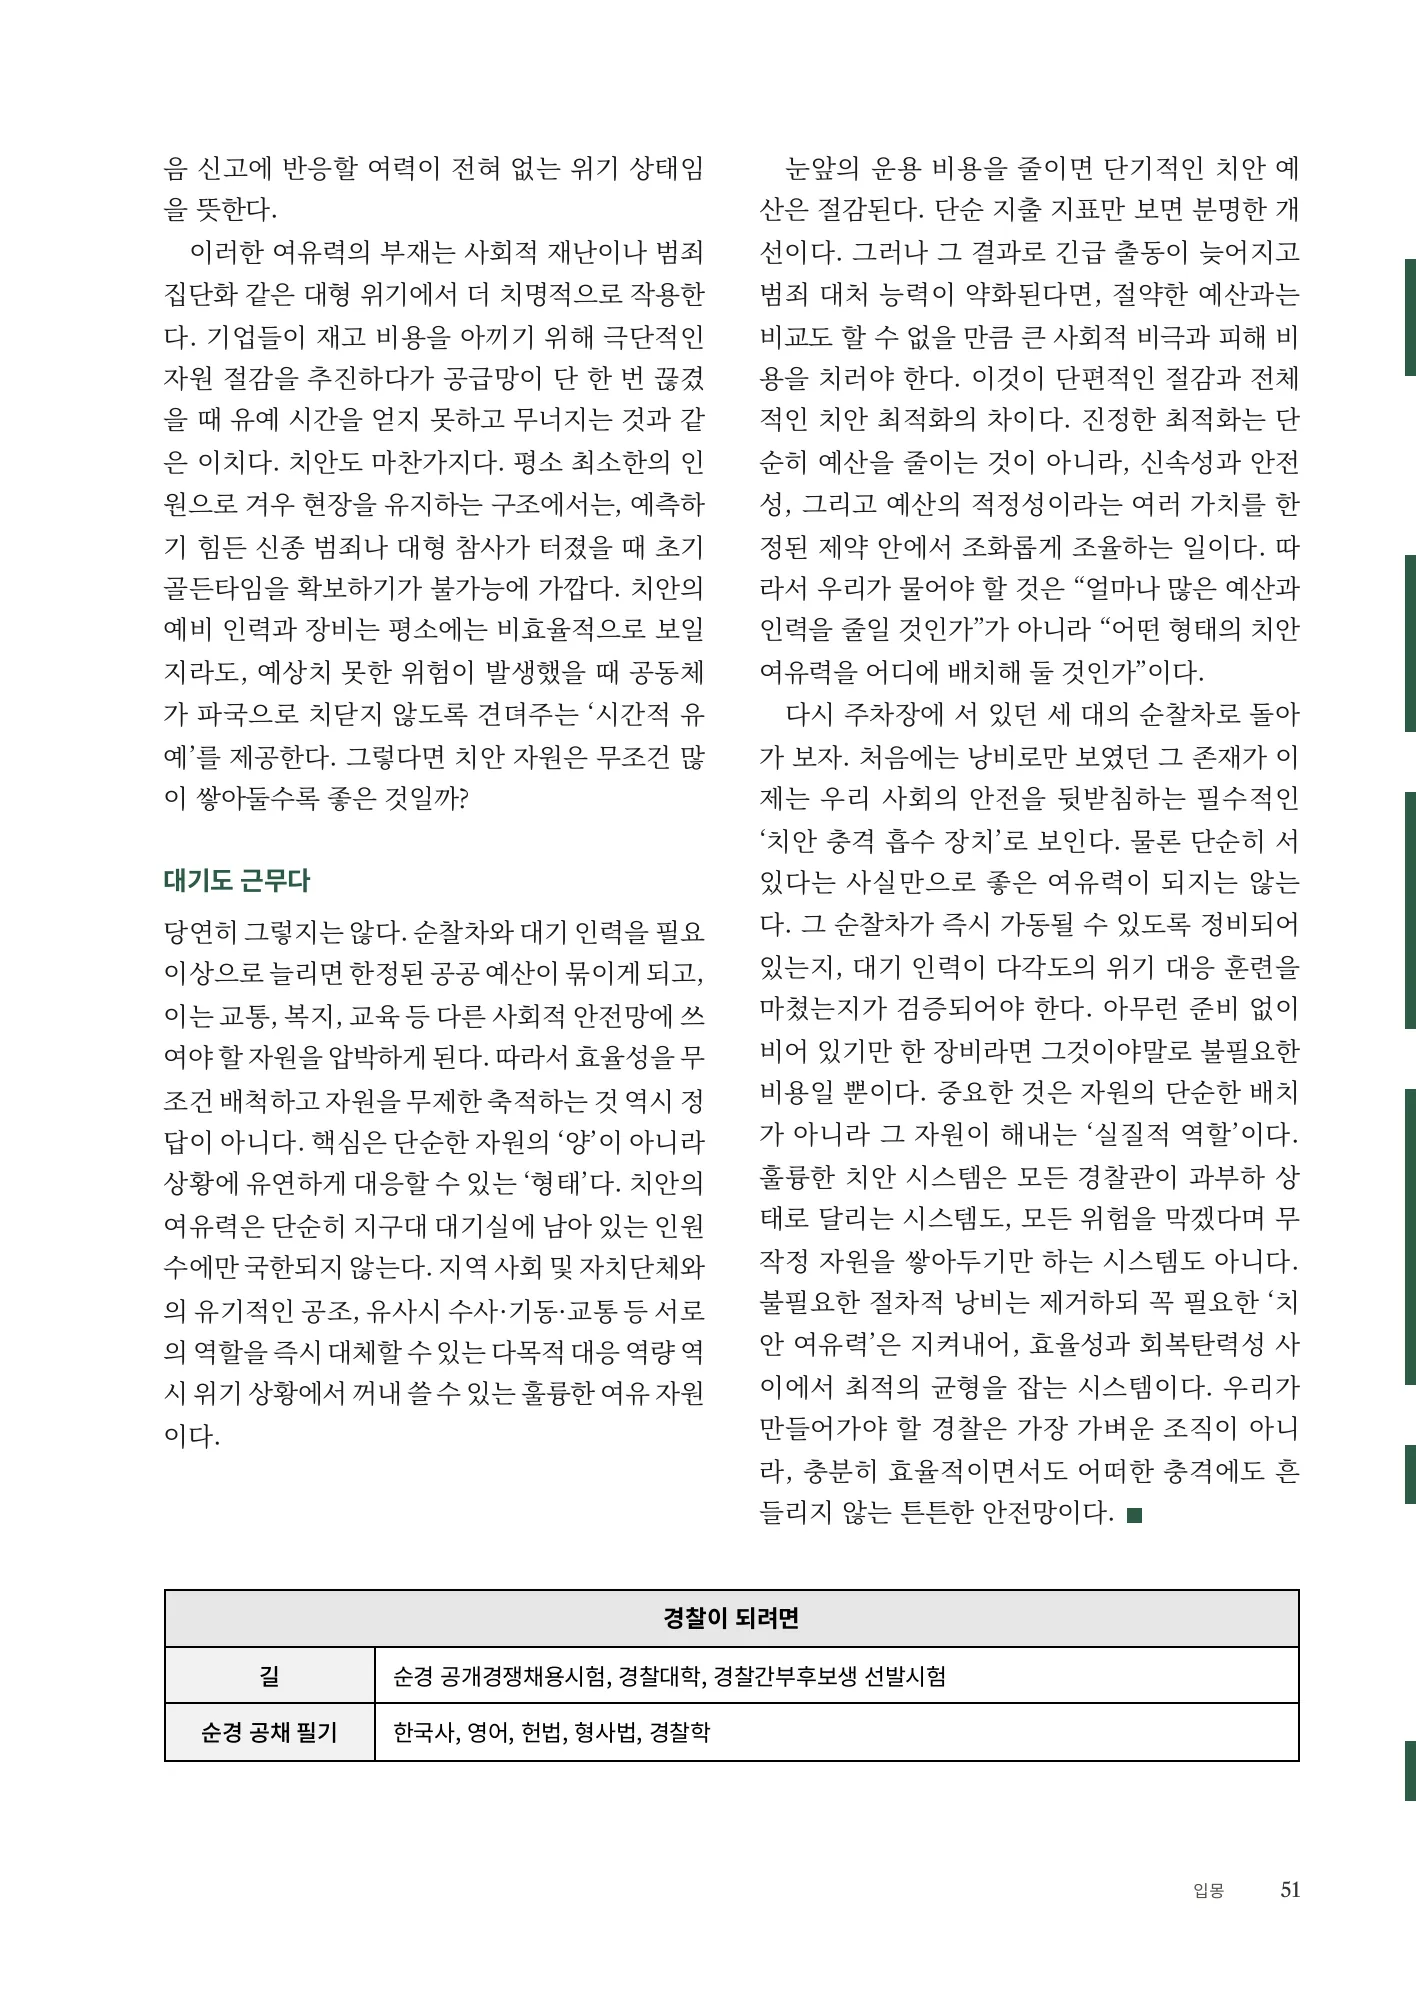 음 신고에 반응할 여력이 전혀 없는 위기 상태임
을 뜻한다.
이러한 여유력의 부재는 사회적 재난이나 범죄
집단화 같은 대형 위기에서 더 치명적으로 작용한
다. 기업들이 재고 비용을 아끼기 위해 극단적인
자원 절감을 추진하다가 공급망이 단 한 번 끊겼
을 때 유예 시간을 얻지 못하고 무너지는 것과 같
은 이치다. 치안도 마찬가지다. 평소 최소한의 인
원으로 겨우 현장을 유지하는 구조에서는, 예측하
기 힘든 신종 범죄나 대형 참사가 터졌을 때 초기
골든타임을 확보하기가 불가능에 가깝다. 치안의
예비 인력과 장비는 평소에는 비효율적으로 보일
지라도, 예상치 못한 위험이 발생했을 때 공동체
가 파국으로 치닫지 않도록 견뎌주는 ‘시간적 유
예’를 제공한다. 그렇다면 치안 자원은 무조건 많
이 쌓아둘수록 좋은 것일까?
대기도 근무다
당연히 그렇지는 않다. 순찰차와 대기 인력을 필요
이상으로 늘리면 한정된 공공 예산이 묶이게 되고,
이는 교통, 복지, 교육 등 다른 사회적 안전망에 쓰
여야 할 자원을 압박하게 된다. 따라서 효율성을 무
조건 배척하고 자원을 무제한 축적하는 것 역시 정
답이 아니다. 핵심은 단순한 자원의 ‘양’이 아니라
상황에 유연하게 대응할 수 있는 ‘형태’다. 치안의
여유력은 단순히 지구대 대기실에 남아 있는 인원
수에만 국한되지 않는다. 지역 사회 및 자치단체와
의 유기적인 공조, 유사시 수사·기동·교통 등 서로
의 역할을 즉시 대체할 수 있는 다목적 대응 역량 역
시 위기 상황에서 꺼내 쓸 수 있는 훌륭한 여유 자원
이다.
눈앞의 운용 비용을 줄이면 단기적인 치안 예
산은 절감된다. 단순 지출 지표만 보면 분명한 개
선이다. 그러나 그 결과로 긴급 출동이 늦어지고
범죄 대처 능력이 약화된다면, 절약한 예산과는
비교도 할 수 없을 만큼 큰 사회적 비극과 피해 비
용을 치러야 한다. 이것이 단편적인 절감과 전체
적인 치안 최적화의 차이다. 진정한 최적화는 단
순히 예산을 줄이는 것이 아니라, 신속성과 안전
성, 그리고 예산의 적정성이라는 여러 가치를 한
정된 제약 안에서 조화롭게 조율하는 일이다. 따
라서 우리가 물어야 할 것은 “얼마나 많은 예산과
인력을 줄일 것인가”가 아니라 “어떤 형태의 치안
여유력을 어디에 배치해 둘 것인가”이다.
다시 주차장에 서 있던 세 대의 순찰차로 돌아
가 보자. 처음에는 낭비로만 보였던 그 존재가 이
제는 우리 사회의 안전을 뒷받침하는 필수적인
‘치안 충격 흡수 장치’로 보인다. 물론 단순히 서
있다는 사실만으로 좋은 여유력이 되지는 않는
다. 그 순찰차가 즉시 가동될 수 있도록 정비되어
있는지, 대기 인력이 다각도의 위기 대응 훈련을
마쳤는지가 검증되어야 한다. 아무런 준비 없이
비어 있기만 한 장비라면 그것이야말로 불필요한
비용일 뿐이다. 중요한 것은 자원의 단순한 배치
가 아니라 그 자원이 해내는 ‘실질적 역할’이다.
훌륭한 치안 시스템은 모든 경찰관이 과부하 상
태로 달리는 시스템도, 모든 위험을 막겠다며 무
작정 자원을 쌓아두기만 하는 시스템도 아니다.
불필요한 절차적 낭비는 제거하되 꼭 필요한 ‘치
안 여유력’은 지켜내어, 효율성과 회복탄력성 사
이에서 최적의 균형을 잡는 시스템이다. 우리가
만들어가야 할 경찰은 가장 가벼운 조직이 아니
라, 충분히 효율적이면서도 어떠한 충격에도 흔
들리지 않는 튼튼한 안전망이다. ■
경찰이 되려면
길 순경 공개경쟁채용시험, 경찰대학, 경찰간부후보생 선발시험
순경 공채 필기 한국사, 영어, 헌법, 형사법, 경찰학
입몽 51